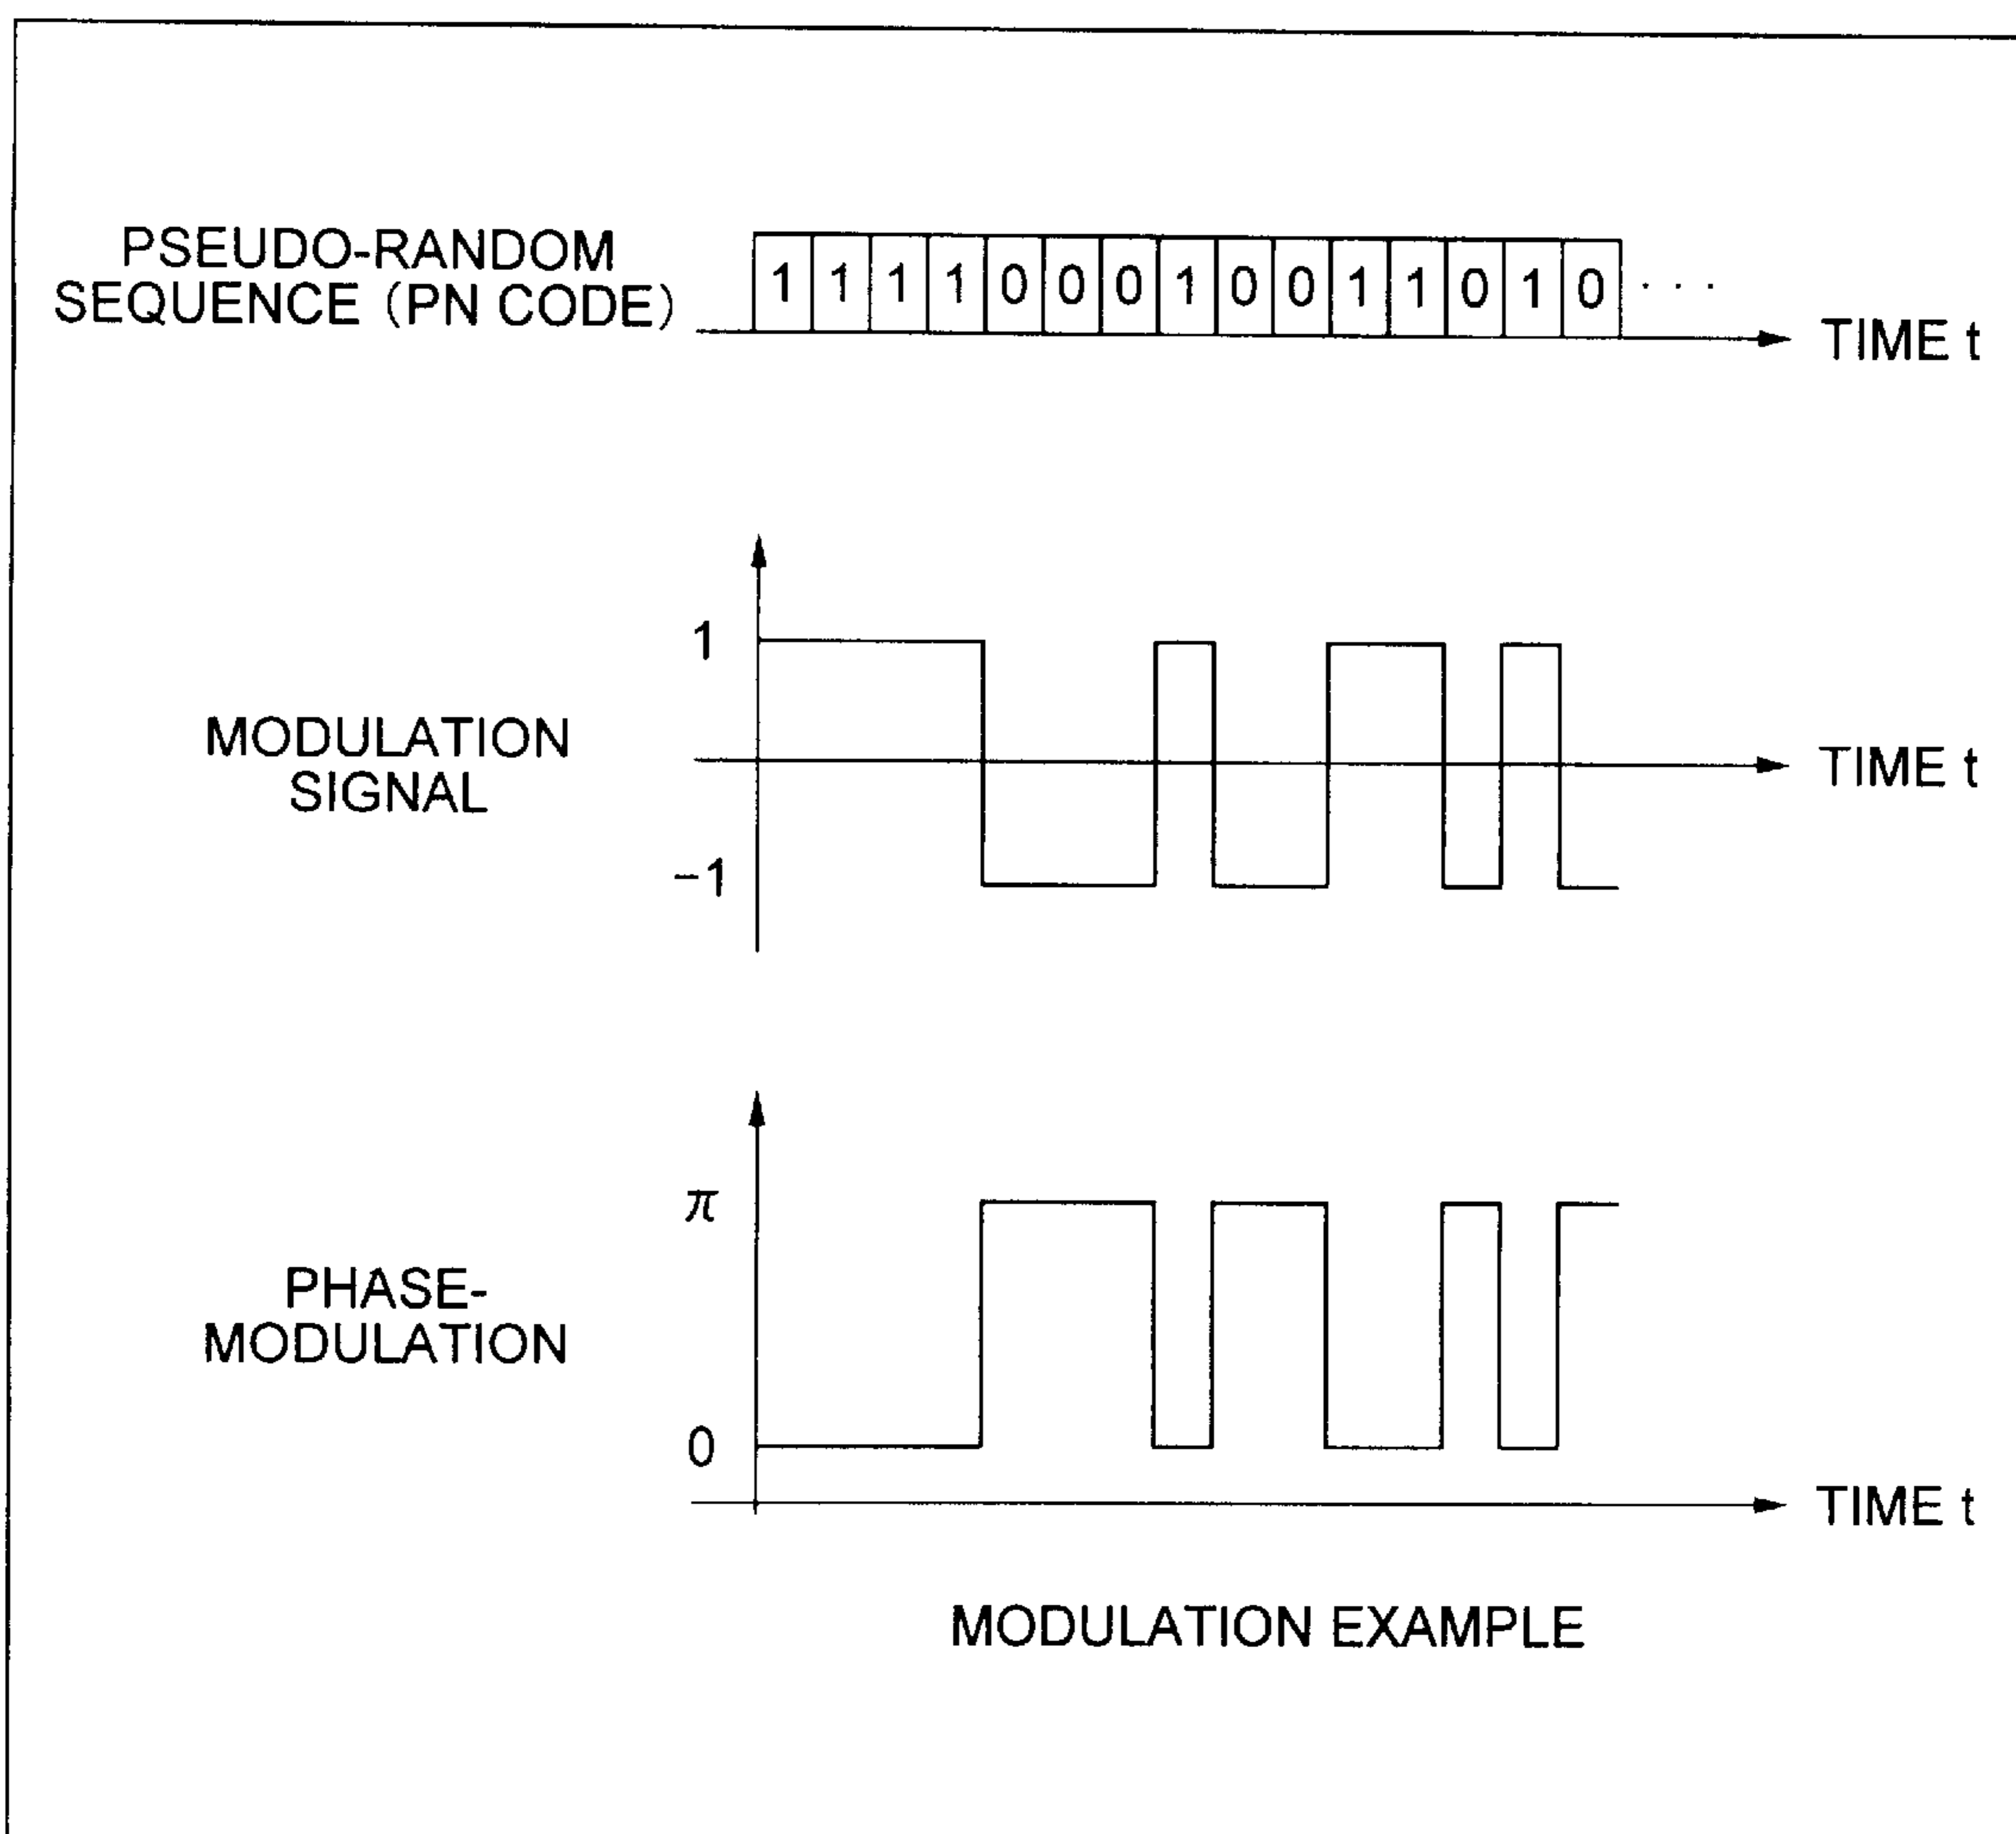 PSEUDO-RANDOM
SEQUENCE (PN CODE)
1 1 1 1 0 0 0 1 0 0 1 1 0 1 0 · · ·
TIME t
1
MODULATION
SIGNAL
TIME t
−1
π
PHASE-
MODULATION
0
TIME t
MODULATION EXAMPLE